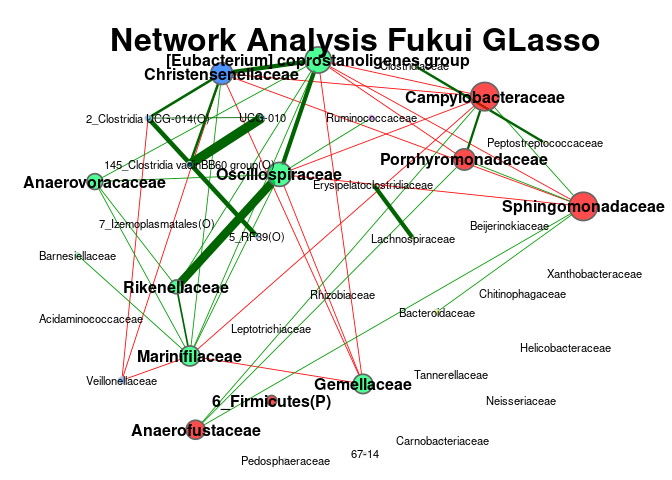 Network Analysis Fukui GLasso
[Eubacterium] coprostanoligenes group
Clostridiaceae
Christensenellaceae
Campylobacteraceae
2_Clostridia UCG-014(O)
UCG-010
Ruminococcaceae
Peptostreptococcaceae
Porphyromonadaceae
145_Clostridia vadinBB60 group(O)
Oscillospiraceae
Anaerovoracaceae
Erysipelatoclostridiaceae
Sphingomonadaceae
7_Izemoplasmatales(O)
Beijerinckiaceae
5_RF39(O)
Lachnospiraceae
Barnesiellaceae
Xanthobacteraceae
Rikenellaceae
Rhizobiaceae
Chitinophagaceae
Bacteroidaceae
Acidaminococcaceae
Leptotrichiaceae
Helicobacteraceae
Marinifilaceae
Tannerellaceae
Veillonellaceae
Gemellaceae
6_Firmicutes(P)
Neisseriaceae
Anaerofustaceae
Carnobacteriaceae
67-14
Pedosphaeraceae